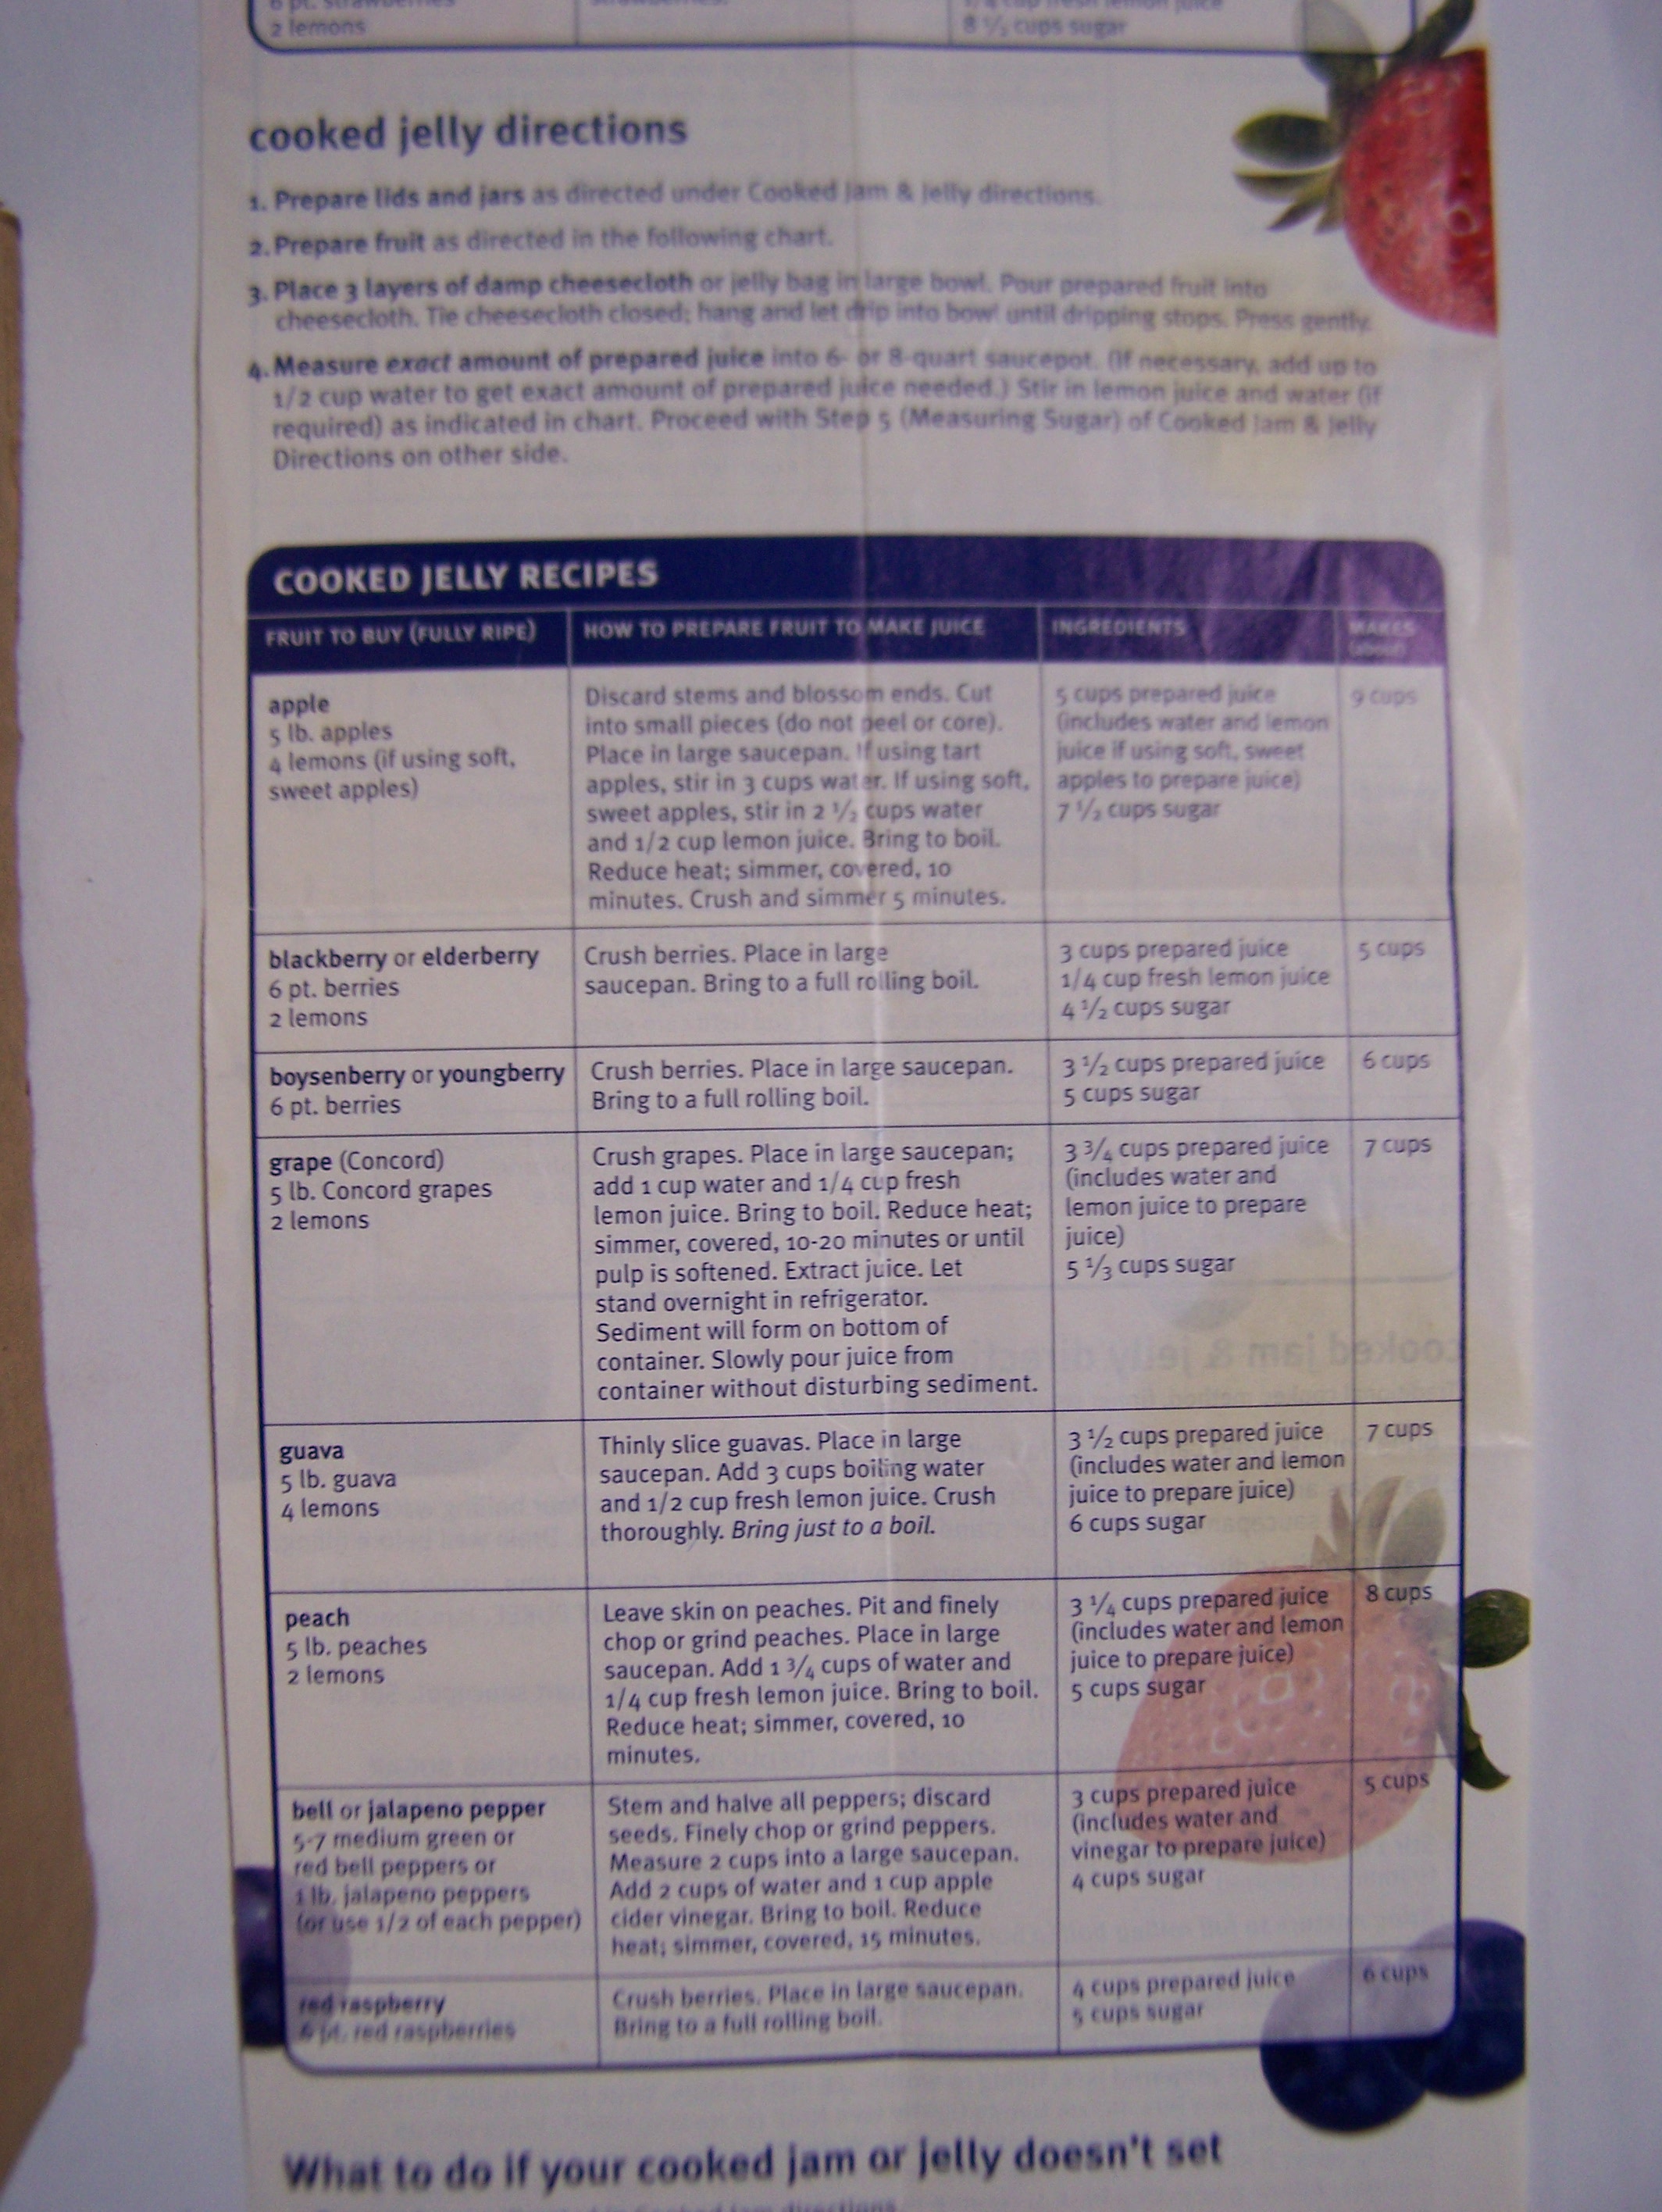 6 pt. strawberries
strawberries.
1/4 cup fresh lemon juice
2 lemons
8 1/2 cups sugar
cooked jelly directions
1. Prepare lids and jars as directed under Cooked Jam & Jelly directions.
2. Prepare fruit as directed in the following chart.
3. Place 3 layers of damp cheesecloth or jelly bag in large bowl. Pour prepared fruit into
cheesecloth. Tie cheesecloth closed; hang and let drip into bowl until dripping stops. Press gently.
4. Measure exact amount of prepared juice into 6- or 8-quart saucepot. (If necessary, add up to
1/2 cup water to get exact amount of prepared juice needed.) Stir in lemon juice and water (if
required) as indicated in chart. Proceed with Step 5 (Measuring Sugar) of Cooked Jam & Jelly
Directions on other side.
COOKED JELLY RECIPES
FRUIT TO BUY (FULLY RIPE)
HOW TO PREPARE FRUIT TO MAKE JUICE
INGREDIENTS
MAKES
(about)
apple
5 lb. apples
4 lemons (if using soft,
sweet apples)
Discard stems and blossom ends. Cut
into small pieces (do not peel or core).
Place in large saucepan. If using tart
apples, stir in 3 cups water. If using soft,
sweet apples, stir in 2 1/2 cups water
and 1/2 cup lemon juice. Bring to boil.
Reduce heat; simmer, covered, 10
minutes. Crush and simmer 5 minutes.
5 cups prepared juice
(includes water and lemon
juice if using soft, sweet
apples to prepare juice)
7 1/2 cups sugar
9 cups
blackberry or elderberry
6 pt. berries
2 lemons
Crush berries. Place in large
saucepan. Bring to a full rolling boil.
3 cups prepared juice
1/4 cup fresh lemon juice
4 1/2 cups sugar
5 cups
boysenberry or youngberry
6 pt. berries
Crush berries. Place in large saucepan.
Bring to a full rolling boil.
3 1/2 cups prepared juice
5 cups sugar
6 cups
grape (Concord)
5 lb. Concord grapes
2 lemons
Crush grapes. Place in large saucepan;
add 1 cup water and 1/4 cup fresh
lemon juice. Bring to boil. Reduce heat;
simmer, covered, 10-20 minutes or until
pulp is softened. Extract juice. Let
stand overnight in refrigerator.
Sediment will form on bottom of
container. Slowly pour juice from
container without disturbing sediment.
3 3/4 cups prepared juice
(includes water and
lemon juice to prepare
juice)
5 1/3 cups sugar
7 cups
guava
5 lb. guava
4 lemons
Thinly slice guavas. Place in large
saucepan. Add 3 cups boiling water
and 1/2 cup fresh lemon juice. Crush
thoroughly. Bring just to a boil.
3 1/2 cups prepared juice
(includes water and lemon
juice to prepare juice)
6 cups sugar
7 cups
peach
5 lb. peaches
2 lemons
Leave skin on peaches. Pit and finely
chop or grind peaches. Place in large
saucepan. Add 1 3/4 cups of water and
1/4 cup fresh lemon juice. Bring to boil.
Reduce heat; simmer, covered, 10
minutes.
3 1/4 cups prepared juice
(includes water and lemon
juice to prepare juice)
5 cups sugar
8 cups
bell or jalapeno pepper
5-7 medium green or
red bell peppers or
1 lb. jalapeno peppers
(or use 1/2 of each pepper)
Stem and halve all peppers; discard
seeds. Finely chop or grind peppers.
Measure 2 cups into a large saucepan.
Add 2 cups of water and 1 cup apple
cider vinegar. Bring to boil. Reduce
heat; simmer, covered, 15 minutes.
3 cups prepared juice
(includes water and
vinegar to prepare juice)
4 cups sugar
5 cups
red raspberry
6 pt. red raspberries
Crush berries. Place in large saucepan.
Bring to a full rolling boil.
4 cups prepared juice
5 cups sugar
6 cups
What to do if your cooked jam or jelly doesn't set